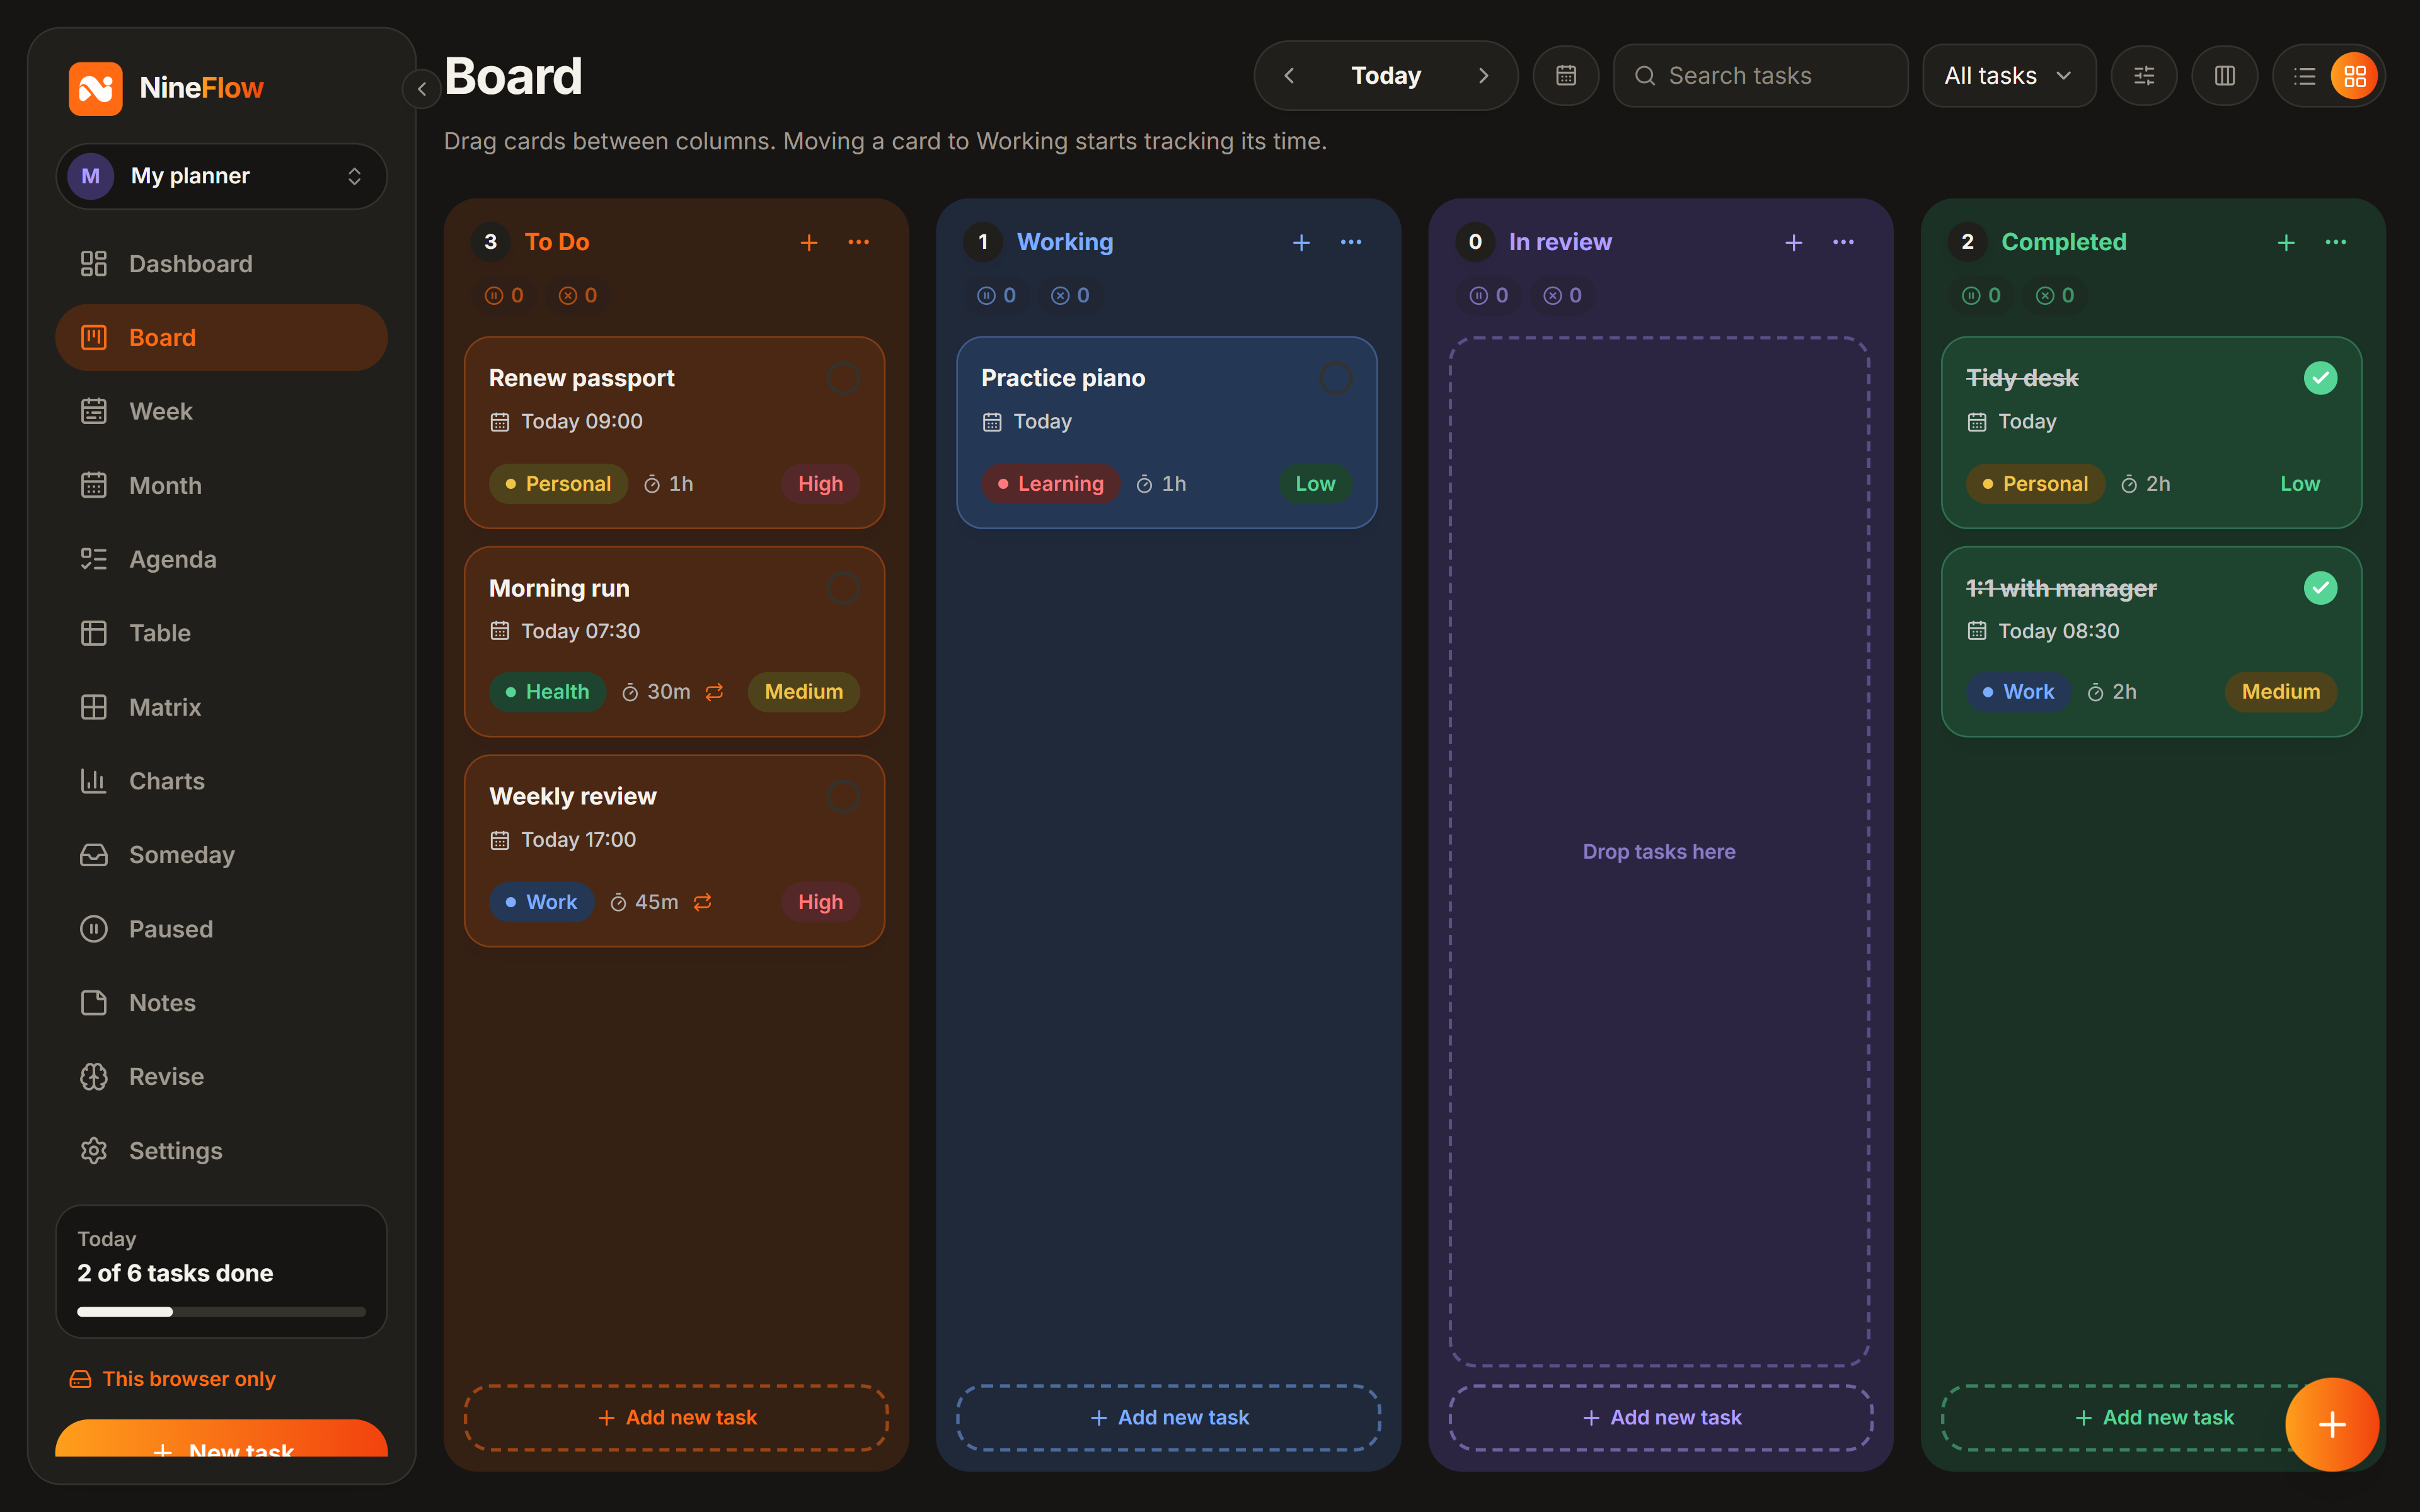 NineFlow
M My planner
Dashboard
Board
Week
Month
Agenda
Table
Matrix
Charts
Someday
Paused
Notes
Revise
Settings
Today
2 of 6 tasks done
This browser only
New task
Board
Today
Search tasks
All tasks
Drag cards between columns. Moving a card to Working starts tracking its time.
3 To Do
0 0
Renew passport
Today 09:00
Personal 1h High
Morning run
Today 07:30
Health 30m Medium
Weekly review
Today 17:00
Work 45m High
Add new task
1 Working
0 0
Practice piano
Today
Learning 1h Low
Add new task
0 In review
0 0
Drop tasks here
Add new task
2 Completed
0 0
Tidy desk
Today
Personal 2h Low
1:1 with manager
Today 08:30
Work 2h Medium
Add new task